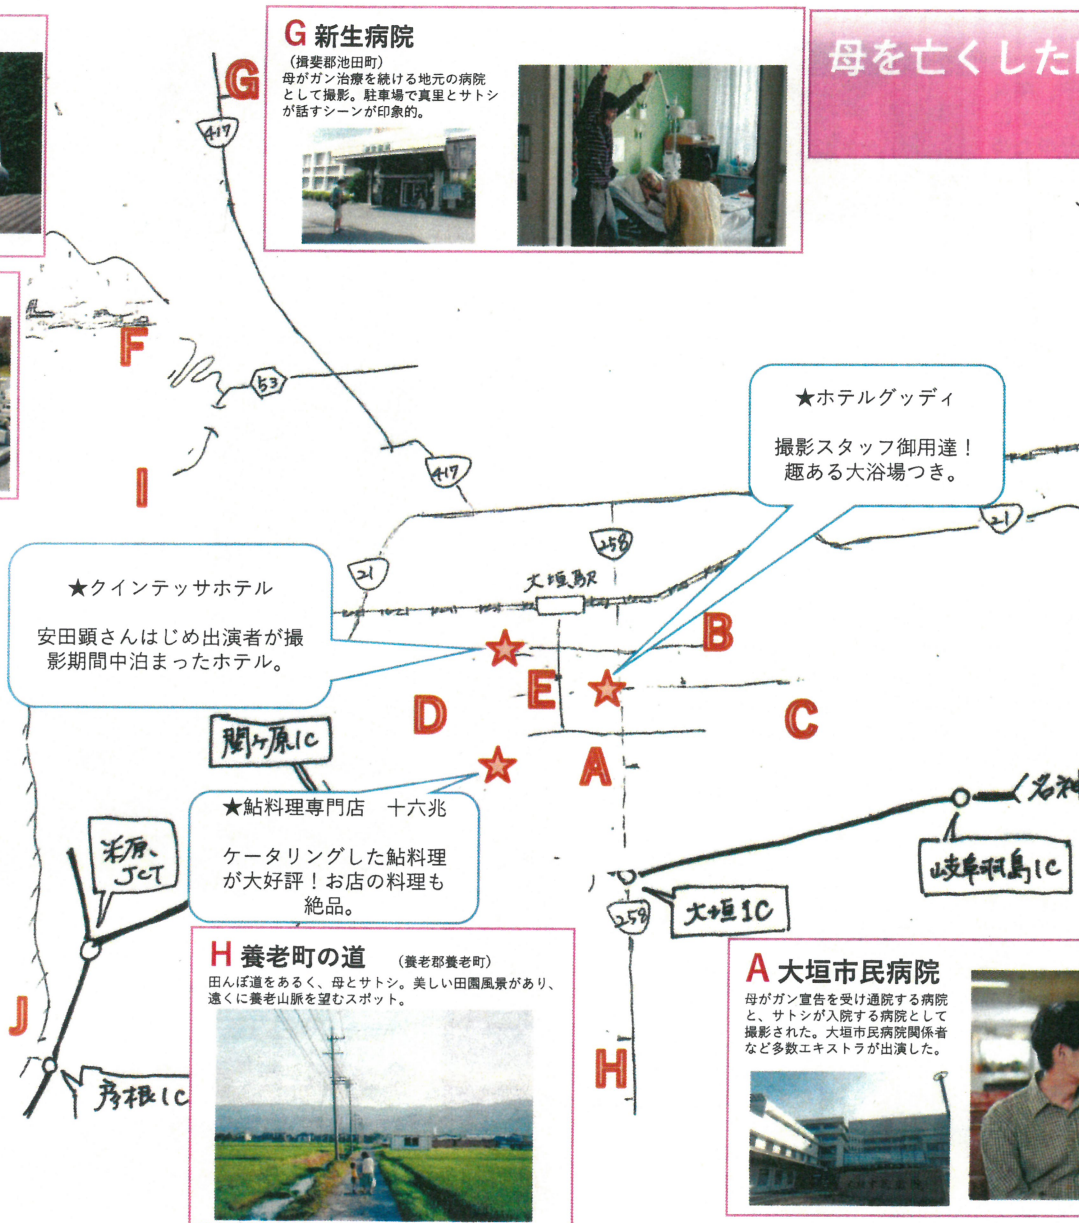 G 新生病院
（揖斐郡池田町）
母がガン治療を続ける地元の病院
として撮影。駐車場で真里とサトシ
が話すシーンが印象的。
母を亡くした
G
417
F
53
I
417
★ホテルグッディ
撮影スタッフ御用達！
趣ある大浴場つき。
21
258
21
大垣駅
★クインテッサホテル
安田顕さんはじめ出演者が撮
影期間中泊まったホテル。
B
E
D
C
A
関ヶ原IC
★鮎料理専門店　十六兆
ケータリングした鮎料理
が大好評！お店の料理も
絶品。
米原、
JCT
名神
岐阜羽島IC
大垣IC
258
J
彦根IC
H
H 養老町の道 （養老郡養老町）
田んぼ道をあるく、母とサトシ。美しい田園風景があり、
遠くに養老山脈を望むスポット。
A 大垣市民病院
母がガン宣告を受け通院する病院
と、サトシが入院する病院として
撮影された。大垣市民病院関係者
など多数エキストラが出演した。